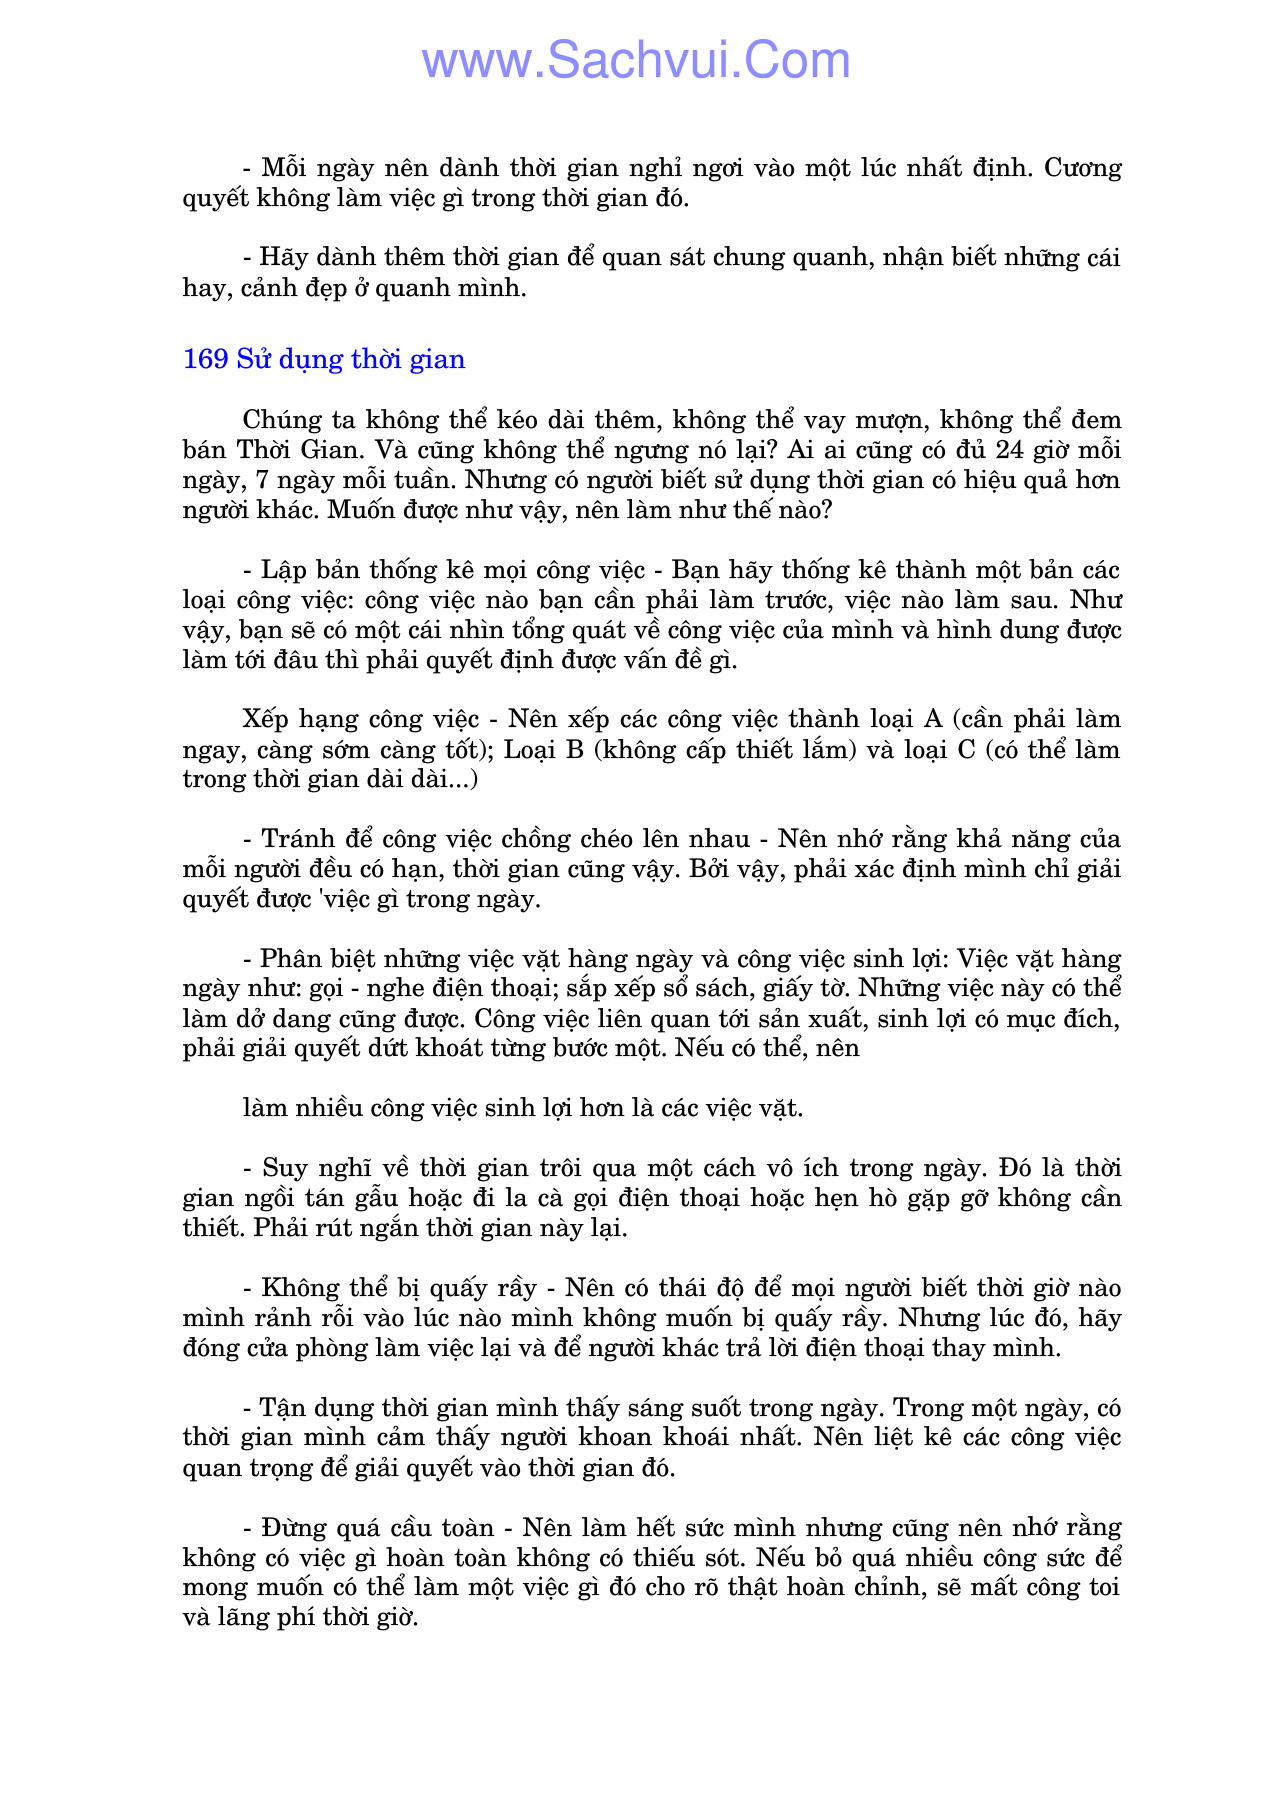 www.Sachvui.Com
- Mỗi ngày nên dành thời gian nghỉ ngơi vào một lúc nhất định. Cương
quyết không làm việc gì trong thời gian đó.
- Hãy dành thêm thời gian để quan sát chung quanh, nhận biết những cái
hay, cảnh đẹp ở quanh mình.
169 Sử dụng thời gian
Chúng ta không thể kéo dài thêm, không thể vay mượn, không thể đem
bán Thời Gian. Và cũng không thể ngưng nó lại? Ai ai cũng có đủ 24 giờ mỗi
ngày, 7 ngày mỗi tuần. Nhưng có người biết sử dụng thời gian có hiệu quả hơn
người khác. Muốn được như vậy, nên làm như thế nào?
- Lập bản thống kê mọi công việc - Bạn hãy thống kê thành một bản các
loại công việc: công việc nào bạn cần phải làm trước, việc nào làm sau. Như
vậy, bạn sẽ có một cái nhìn tổng quát về công việc của mình và hình dung được
làm tới đâu thì phải quyết định được vấn đề gì.
Xếp hạng công việc - Nên xếp các công việc thành loại A (cần phải làm
ngay, càng sớm càng tốt); Loại B (không cấp thiết lắm) và loại C (có thể làm
trong thời gian dài dài...)
- Tránh để công việc chồng chéo lên nhau - Nên nhớ rằng khả năng của
mỗi người đều có hạn, thời gian cũng vậy. Bởi vậy, phải xác định mình chỉ giải
quyết được 'việc gì trong ngày.
- Phân biệt những việc vặt hàng ngày và công việc sinh lợi: Việc vặt hàng
ngày như: gọi - nghe điện thoại; sắp xếp sổ sách, giấy tờ. Những việc này có thể
làm dở dang cũng được. Công việc liên quan tới sản xuất, sinh lợi có mục đích,
phải giải quyết dứt khoát từng bước một. Nếu có thể, nên
làm nhiều công việc sinh lợi hơn là các việc vặt.
- Suy nghĩ về thời gian trôi qua một cách vô ích trong ngày. Đó là thời
gian ngồi tán gẫu hoặc đi la cà gọi điện thoại hoặc hẹn hò gặp gỡ không cần
thiết. Phải rút ngắn thời gian này lại.
- Không thể bị quấy rầy - Nên có thái độ để mọi người biết thời giờ nào
mình rảnh rỗi vào lúc nào mình không muốn bị quấy rầy. Nhưng lúc đó, hãy
đóng cửa phòng làm việc lại và để người khác trả lời điện thoại thay mình.
- Tận dụng thời gian mình thấy sáng suốt trong ngày. Trong một ngày, có
thời gian mình cảm thấy người khoan khoái nhất. Nên liệt kê các công việc
quan trọng để giải quyết vào thời gian đó.
- Đừng quá cầu toàn - Nên làm hết sức mình nhưng cũng nên nhớ rằng
không có việc gì hoàn toàn không có thiếu sót. Nếu bỏ quá nhiều công sức để
mong muốn có thể làm một việc gì đó cho rõ thật hoàn chỉnh, sẽ mất công toi
và lãng phí thời giờ.